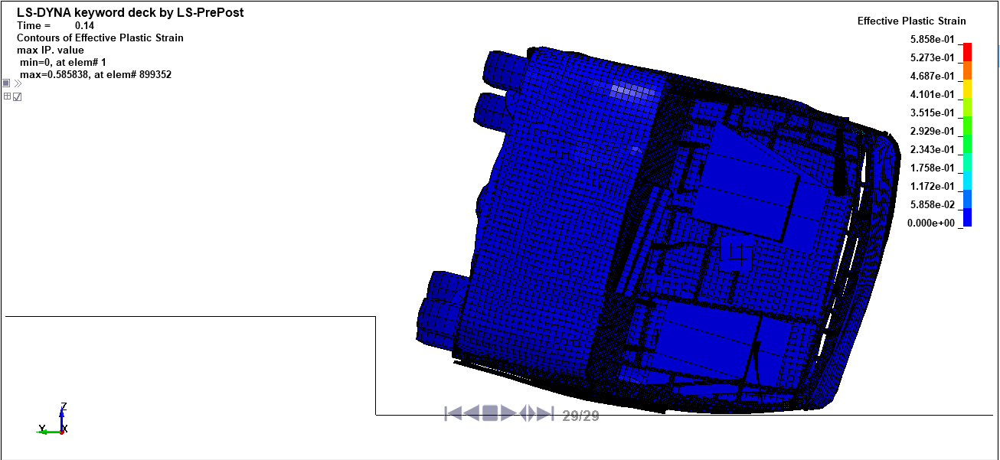 LS-DYNA keyword deck by LS-PrePost
Time = 0.14
Contours of Effective Plastic Strain
max IP. value
min=0, at elem# 1
max=0.585838, at elem# 899352
Effective Plastic Strain
5.858e-01
5.273e-01
4.687e-01
4.101e-01
3.515e-01
2.929e-01
2.343e-01
1.758e-01
1.172e-01
5.858e-02
0.000e+00
Z
Y
X
29/29